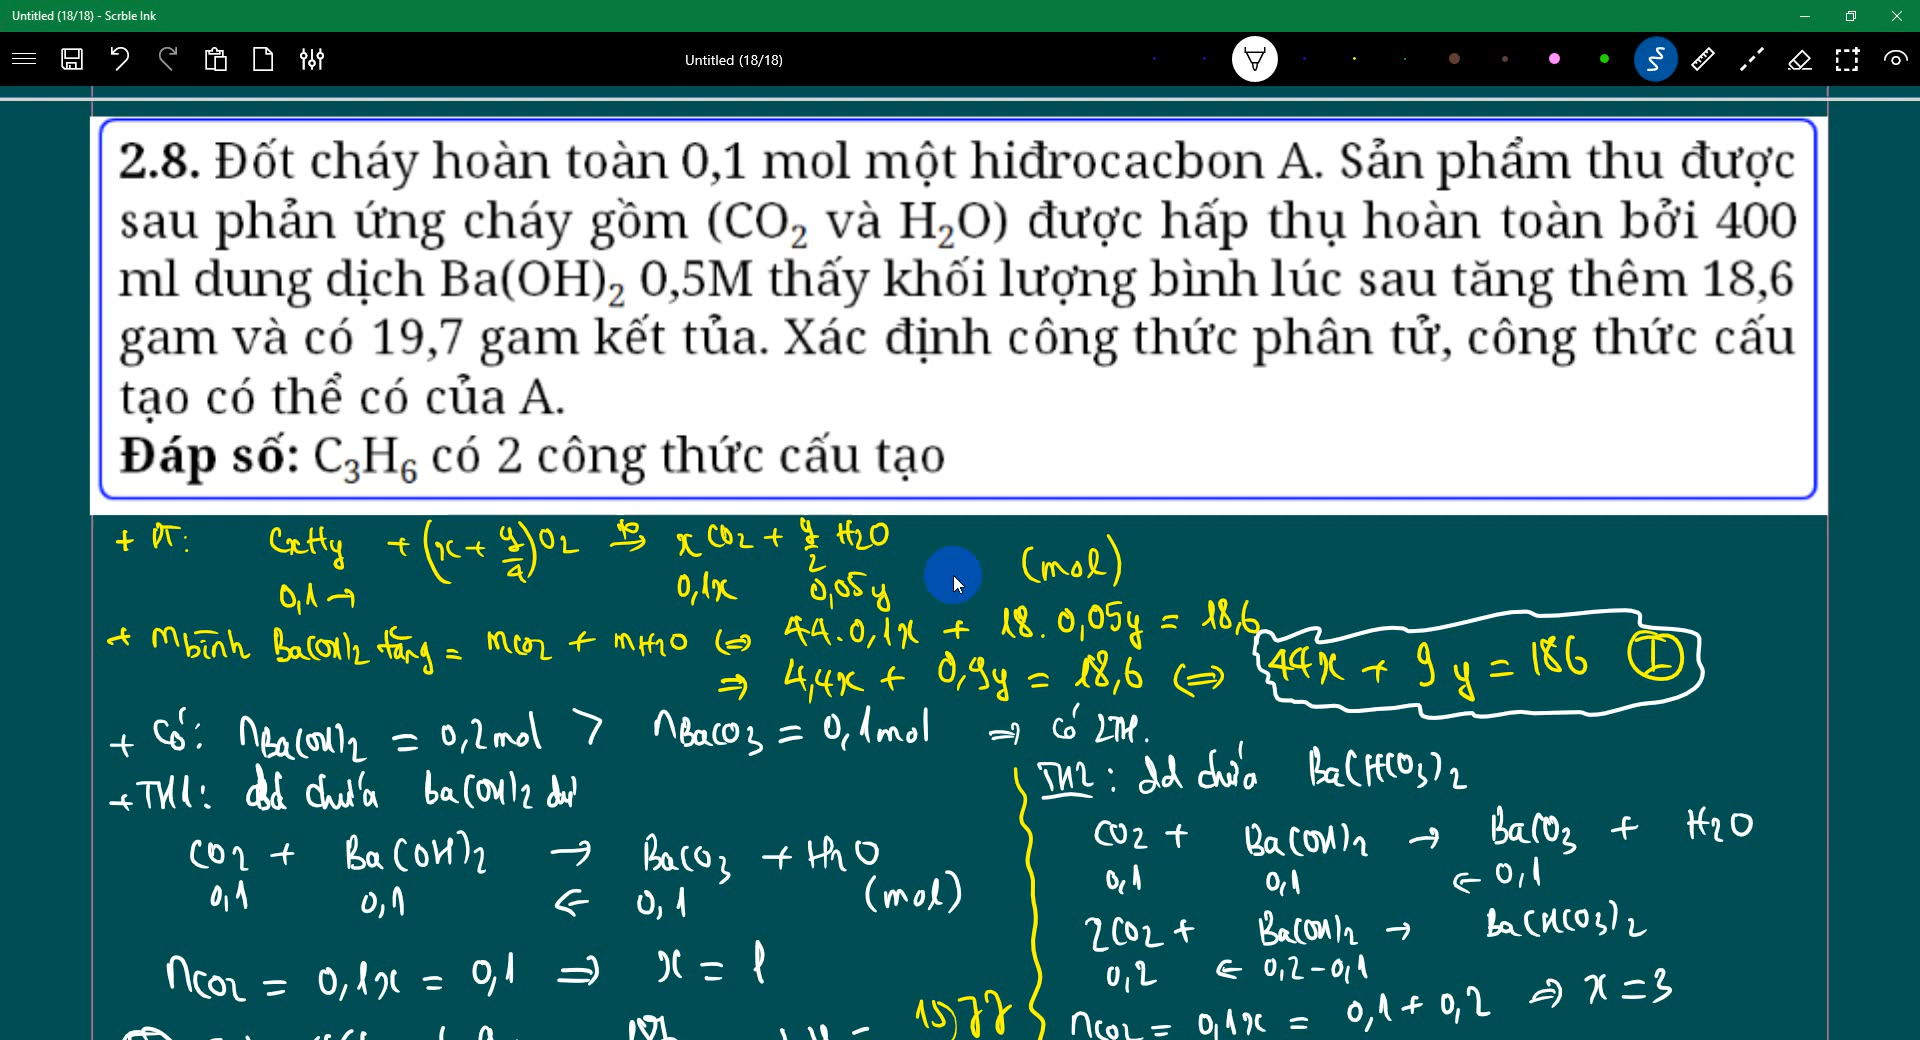 Untitled (18/18) - Scrble Ink
Untitled (18/18)
2.8. Đốt cháy hoàn toàn 0,1 mol một hiđrocacbon A. Sản phẩm thu được
sau phản ứng cháy gồm (CO₂ và H₂O) được hấp thụ hoàn toàn bởi 400
ml dung dịch Ba(OH)₂ 0,5M thấy khối lượng bình lúc sau tăng thêm 18,6
gam và có 19,7 gam kết tủa. Xác định công thức phân tử, công thức cấu
tạo có thể có của A.
Đáp số: C₃H₆ có 2 công thức cấu tạo
+ PT: CxHy + (x + y/4)O2 t° → xCO2 + y/2 H2O
0,1 → 0,1x 0,05y (mol)
+ m bình Ba(OH)2 tăng = mCO2 + mH2O ⇔ 44.0,1x + 18.0,05y = 18,6
⇒ 4,4x + 0,9y = 18,6 ⇔ 44x + 9y = 186 (I)
+ Có: nBa(OH)2 = 0,2mol > nBaCO3 = 0,1mol ⇒ có 2TH.
+ TH1: dd chứa Ba(OH)2 dư
CO2 + Ba(OH)2 → BaCO3 + H2O
0,1 0,1 ← 0,1 (mol)
nCO2 = 0,1x = 0,1 ⇒ x = 1
1577
TH2: dd chứa Ba(HCO3)2
CO2 + Ba(OH)2 → BaCO3 + H2O
0,1 0,1 ← 0,1
2CO2 + Ba(OH)2 → Ba(HCO3)2
0,2 ← 0,2-0,1
nCO2 = 0,1x = 0,1 + 0,2 ⇒ x = 3